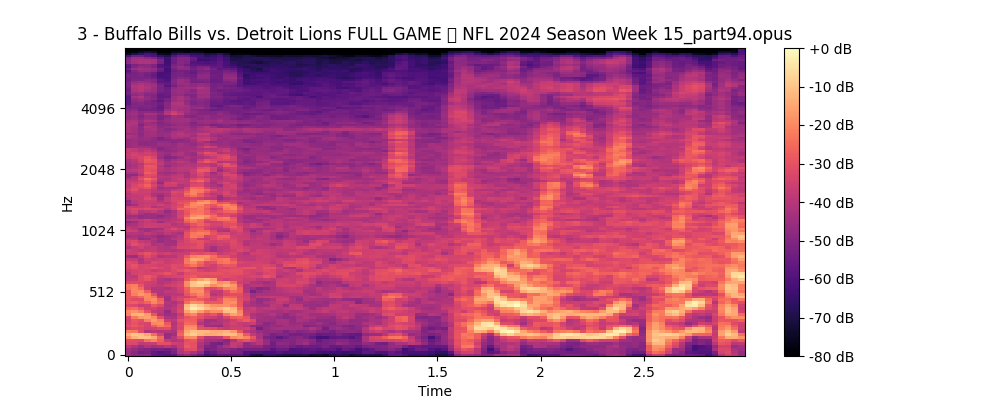 3 - Buffalo Bills vs. Detroit Lions FULL GAME ▯ NFL 2024 Season Week 15_part94.opus
+0 dB
-10 dB
4096
-20 dB
2048
-30 dB
Hz
1024
-40 dB
-50 dB
512
-60 dB
-70 dB
0
-80 dB
0 0.5 1 1.5 2 2.5
Time